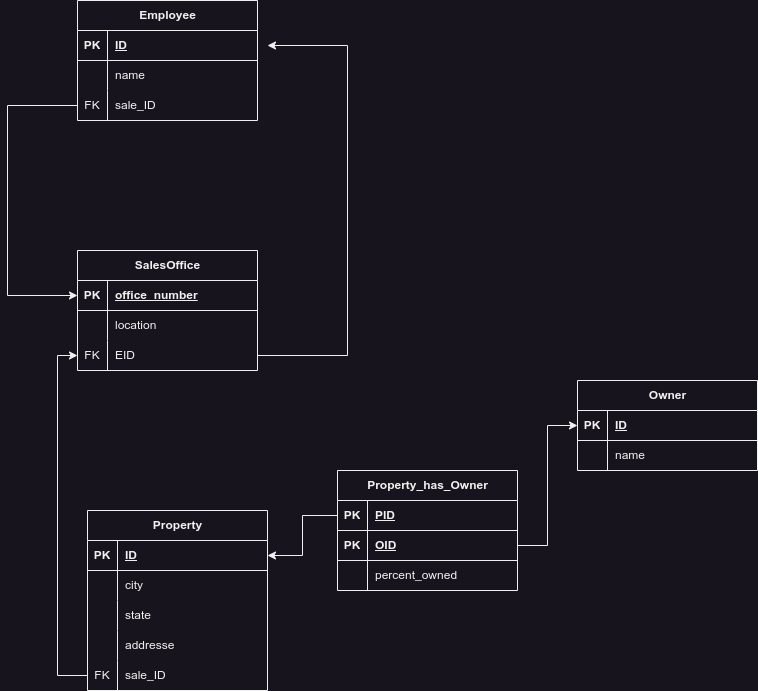 Employee
PK ID
name
FK sale_ID
SalesOffice
PK office_number
location
FK EID
Owner
PK ID
name
Property_has_Owner
PK PID
PK OID
percent_owned
Property
PK ID
city
state
addresse
FK sale_ID